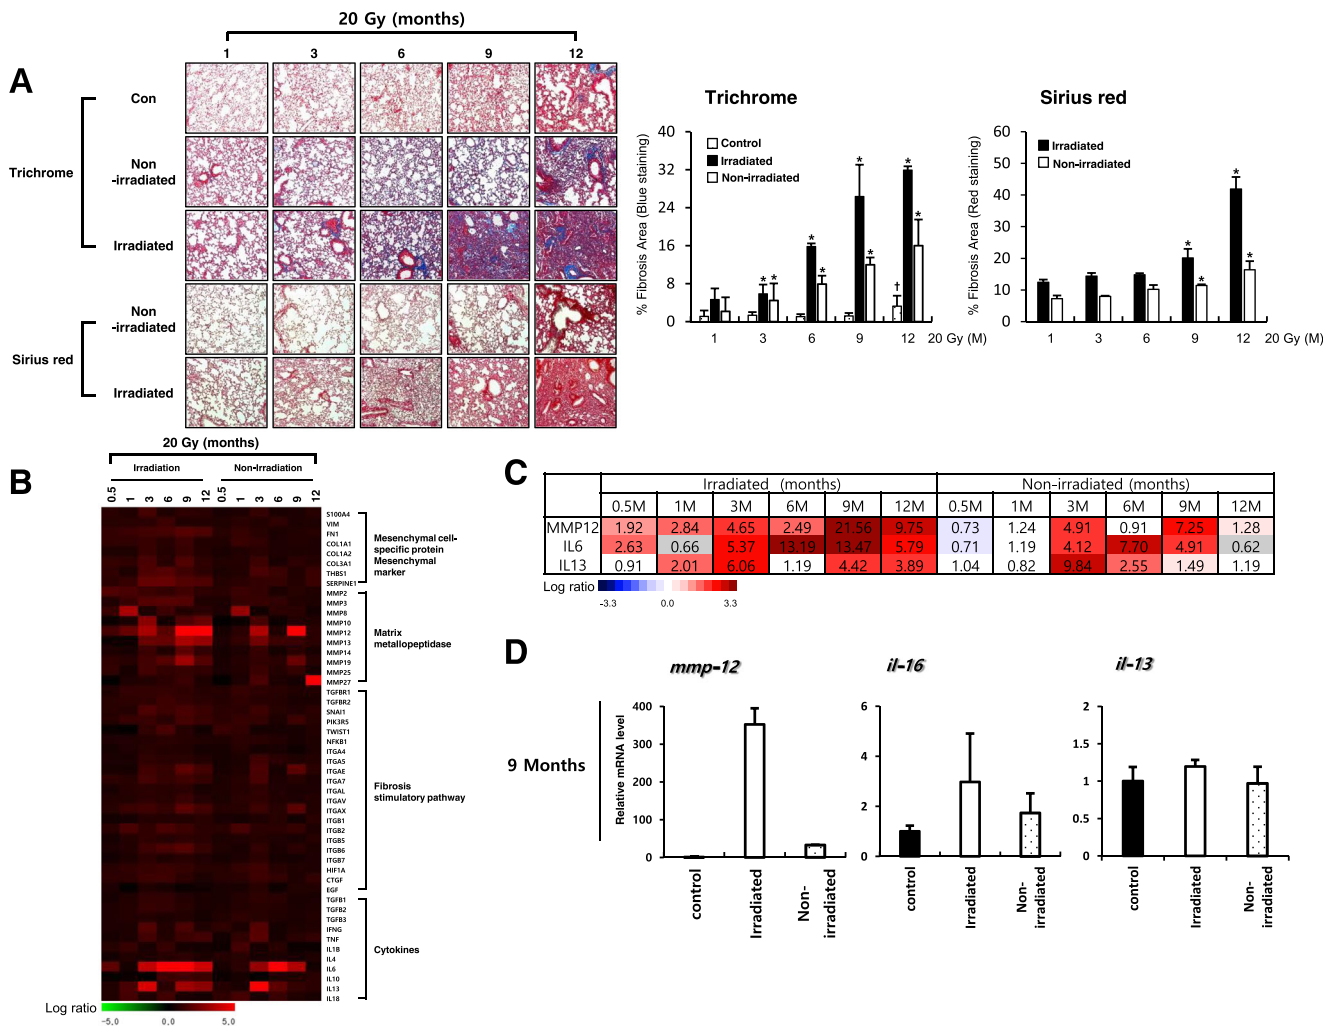 20 Gy (months)
1 3 6 9 12
A
Con
Non
-irradiated
Trichrome
Irradiated
Non
-irradiated
Sirius red
Irradiated
Trichrome
% Fibrosis Area (Blue staining)
40
32
24
16
8
0
Control
Irradiated
Non-irradiated
* * * * * * † * *
1 3 6 9 12 20 Gy (M)
Sirius red
% Fibrosis Area (Red staining)
60
50
40
30
20
10
0
Irradiated
Non-irradiated
* * * *
1 3 6 9 12 20 Gy (M)
B
20 Gy (months)
Irradiation Non-Irradiation
0.5 1 3 6 9 12 0.5 1 3 6 9 12
S100A4
VIM
FN1
COL1A1
COL1A2
COL3A1
THBS1
SERPINE1
Mesenchymal cell-
specific protein
Mesenchymal
marker
MMP2
MMP3
MMP8
MMP10
MMP12
MMP13
MMP14
MMP19
MMP25
MMP27
Matrix
metallopeptidase
TGFBR1
TGFBR2
SNAI1
PIK3R5
TWIST1
NFKB1
ITGA4
ITGA5
ITGAE
ITGA7
ITGAL
ITGAV
ITGAX
ITGB1
ITGB2
ITGB5
ITGB6
ITGB7
HIF1A
CTGF
EGF
Fibrosis
stimulatory pathway
TGFB1
TGFB2
TGFB3
IFNG
TNF
IL1B
IL4
IL6
IL10
IL13
IL18
Cytokines
Log ratio
-5.0 0.0 5.0
C
Irradiated (months) Non-irradiated (months)
0.5M 1M 3M 6M 9M 12M 0.5M 1M 3M 6M 9M 12M
MMP12 1.92 2.84 4.65 2.49 21.56 9.75 0.73 1.24 4.91 0.91 7.25 1.28
IL6 2.63 0.66 5.37 13.19 13.47 5.79 0.71 1.19 4.12 7.70 4.91 0.62
IL13 0.91 2.01 6.06 1.19 4.42 3.89 1.04 0.82 9.84 2.55 1.49 1.19
Log ratio
-3.3 0.0 3.3
D
9 Months
mmp-12
Relative mRNA level
400
300
200
100
0
control
Irradiated
Non-
irradiated
il-16
6
4
2
0
control
Irradiated
Non-
irradiated
il-13
2
1.5
1
0.5
0
control
Irradiated
Non-
irradiated